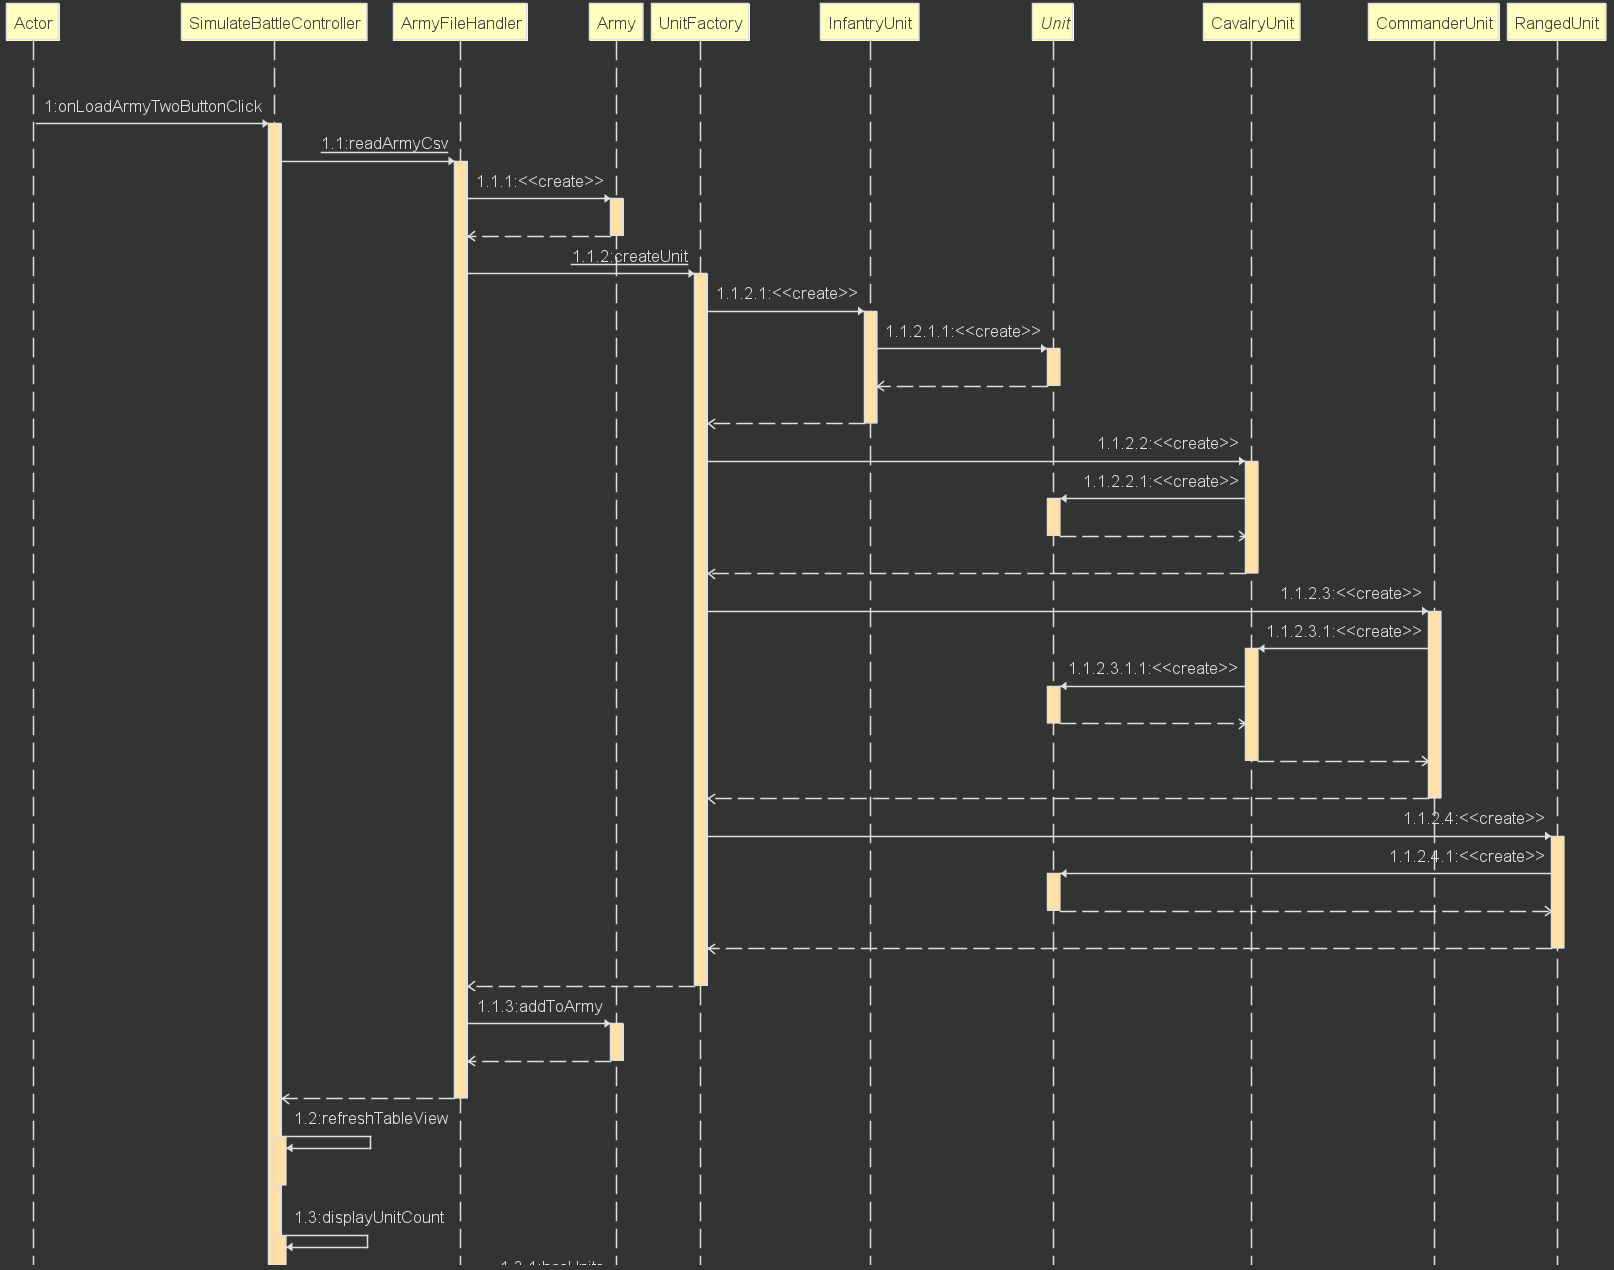 Actor
SimulateBattleController
ArmyFileHandler
Army
UnitFactory
InfantryUnit
Unit
CavalryUnit
CommanderUnit
RangedUnit
1:onLoadArmyTwoButtonClick
1.1:readArmyCsv
1.1.1:<<create>>
1.1.2:createUnit
1.1.2.1:<<create>>
1.1.2.1.1:<<create>>
1.1.2.2:<<create>>
1.1.2.2.1:<<create>>
1.1.2.3:<<create>>
1.1.2.3.1:<<create>>
1.1.2.3.1.1:<<create>>
1.1.2.4:<<create>>
1.1.2.4.1:<<create>>
1.1.3:addToArmy
1.2:refreshTableView
1.3:displayUnitCount